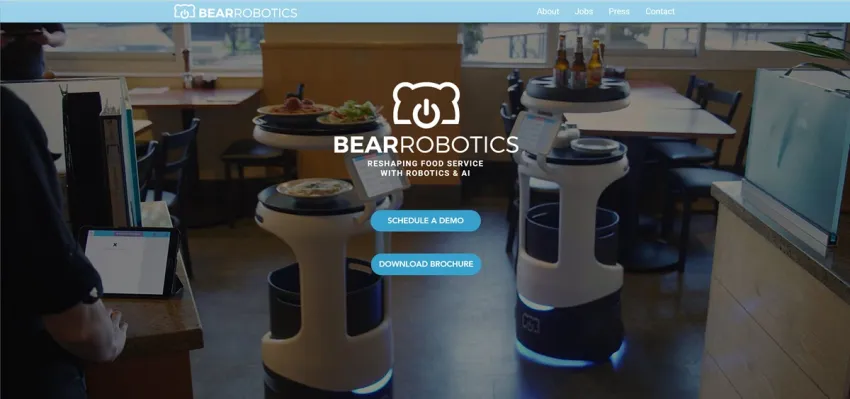 BEARROBOTICS
About Jobs Press Contact
BEARROBOTICS
RESHAPING FOOD SERVICE
WITH ROBOTICS & AI
SCHEDULE A DEMO
DOWNLOAD BROCHURE